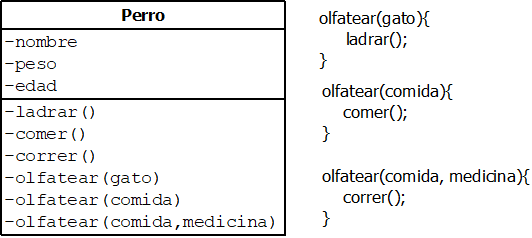 Perro
-nombre
-peso
-edad
-ladrar()
-comer()
-correr()
-olfatear(gato)
-olfatear(comida)
-olfatear(comida,medicina)
olfatear(gato){
ladrar();
}
olfatear(comida){
comer();
}
olfatear(comida, medicina){
correr();
}